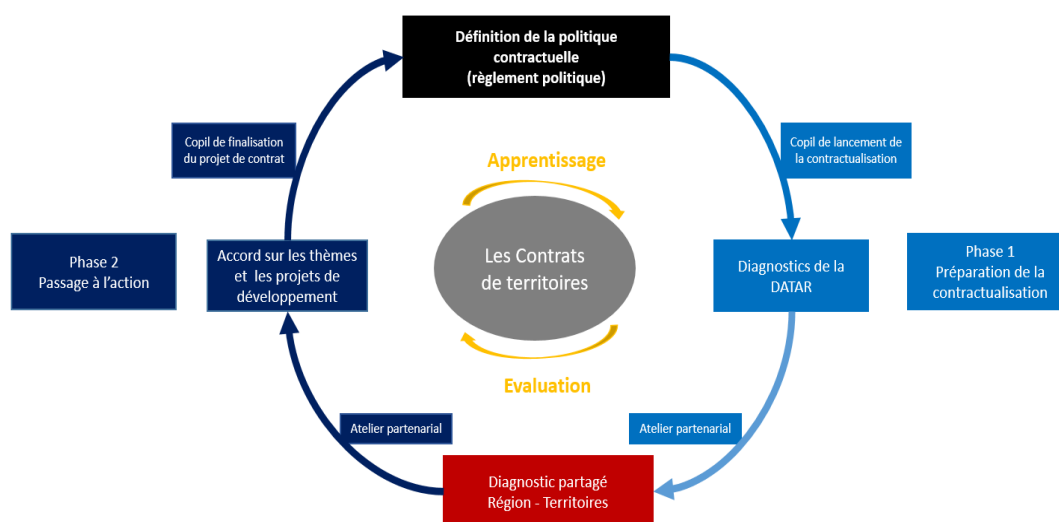 Définition de la politique
contractuelle
(règlement politique)
Copil de finalisation
du projet de contrat
Copil de lancement de
la contractualisation
Apprentissage
Les Contrats
de territoires
Phase 2
Passage à l'action
Accord sur les thèmes
et les projets de
développement
Diagnostics de la
DATAR
Phase 1
Préparation de la
contractualisation
Evaluation
Atelier partenarial
Atelier partenarial
Diagnostic partagé
Région - Territoires